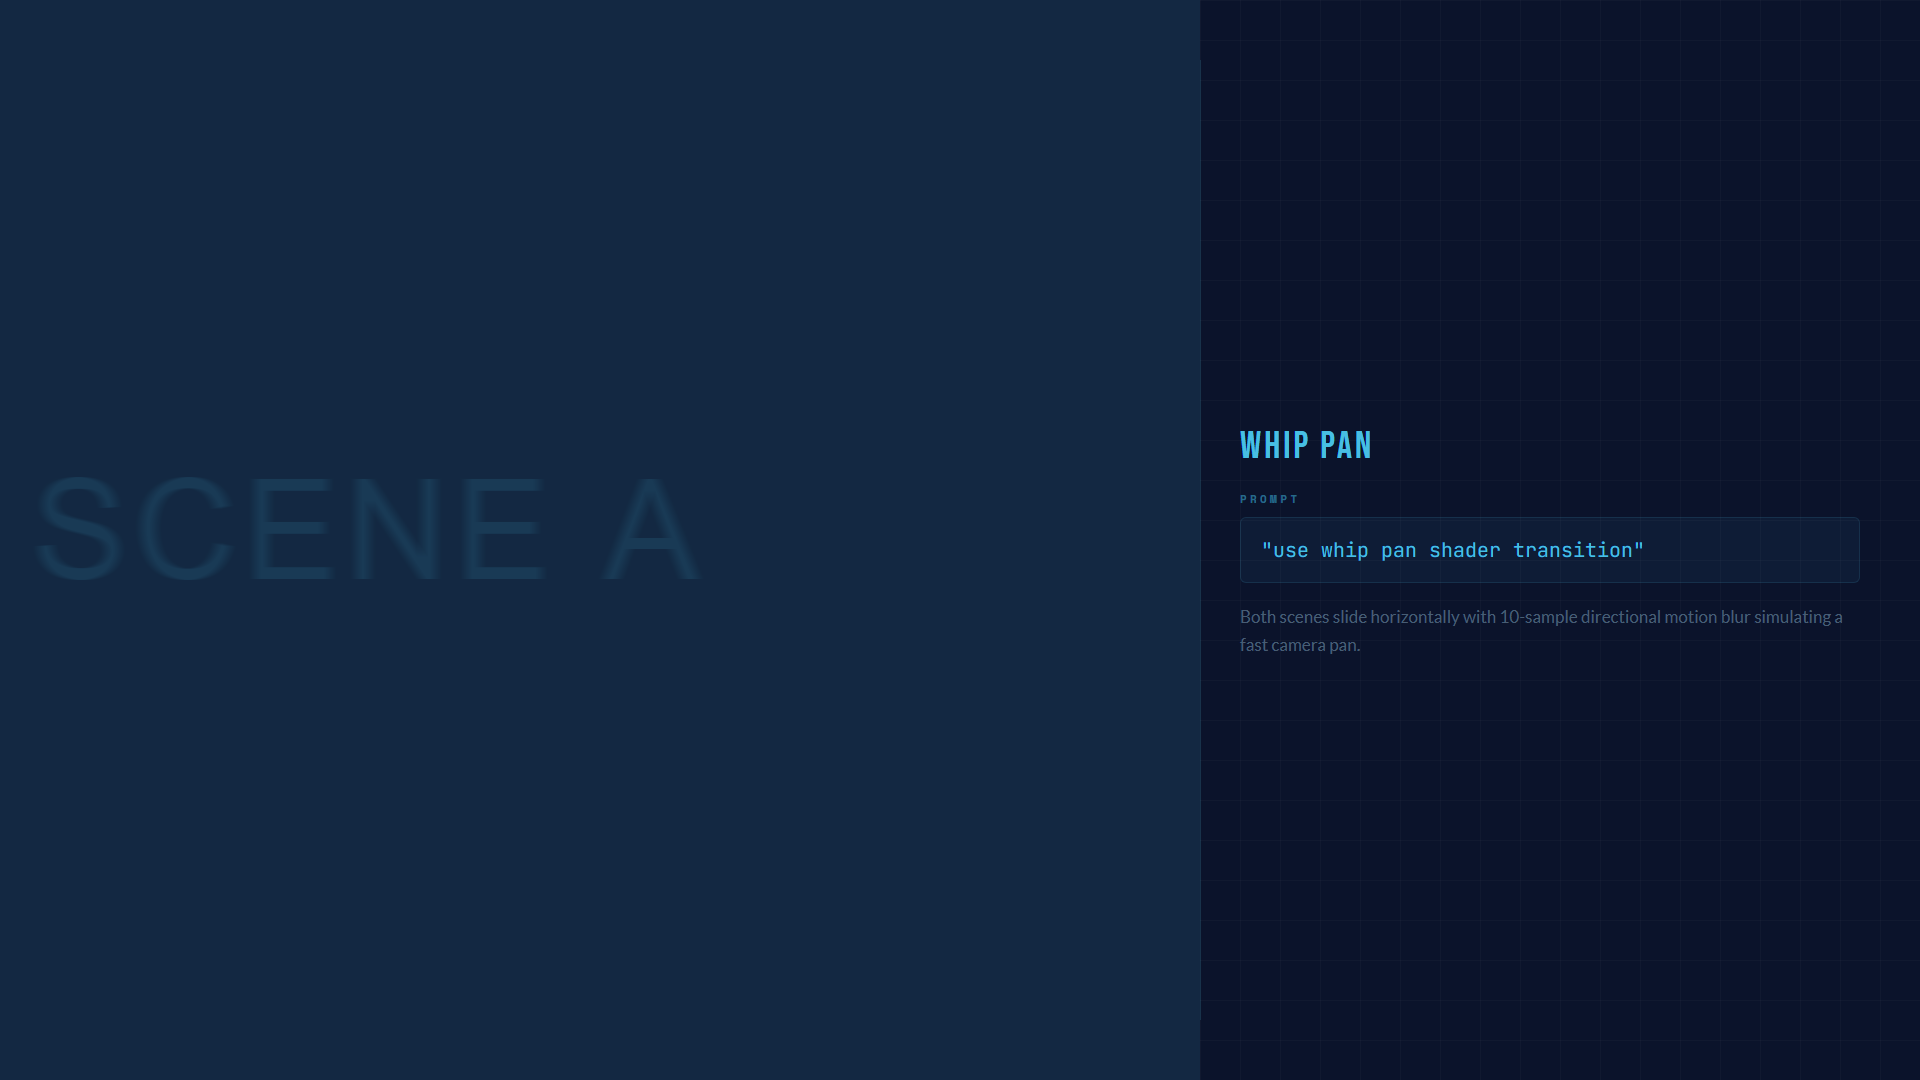 SCENE A
WHIP PAN
PROMPT
"use whip pan shader transition"
Both scenes slide horizontally with 10-sample directional motion blur simulating a
fast camera pan.